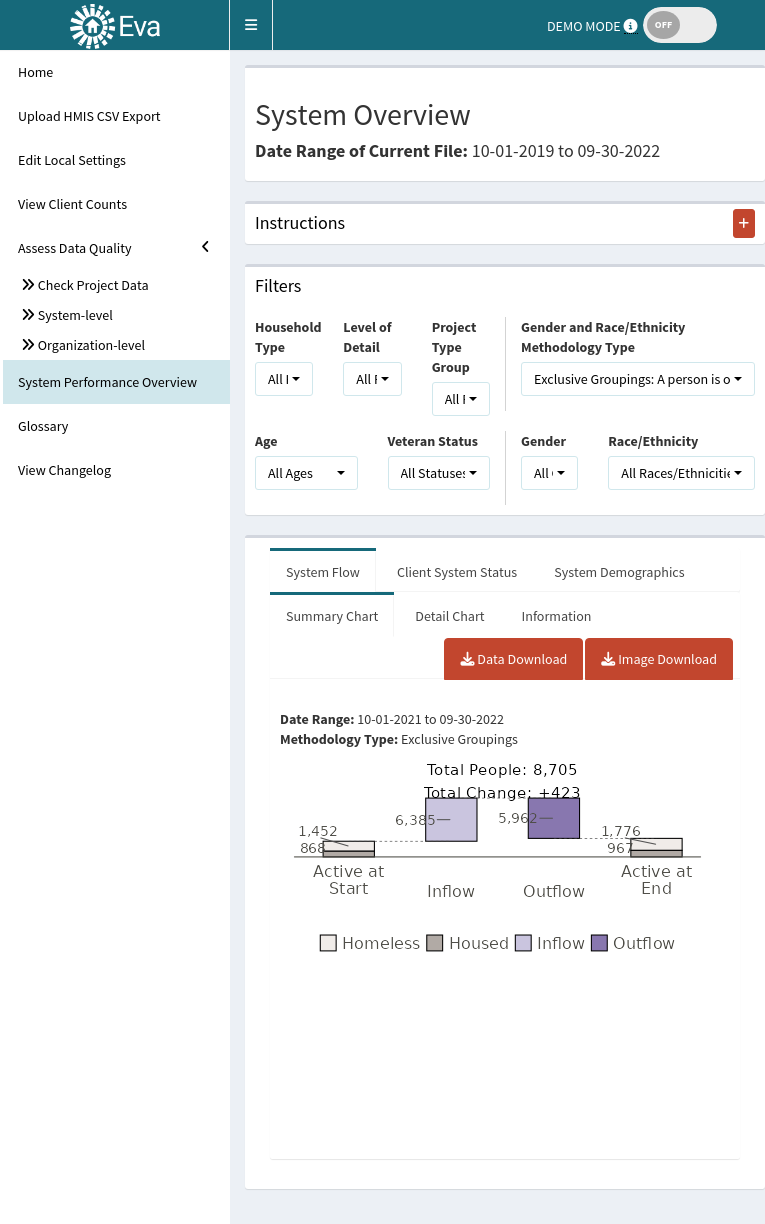 Eva
DEMO MODE
OFF
Home
Upload HMIS CSV Export
Edit Local Settings
View Client Counts
Assess Data Quality
Check Project Data
System-level
Organization-level
System Performance Overview
Glossary
View Changelog
System Overview
Date Range of Current File: 10-01-2019 to 09-30-2022
Instructions
Filters
Household
Type
All
Level of
Detail
All
Project
Type
Group
All
Gender and Race/Ethnicity
Methodology Type
Exclusive Groupings: A person is o
Age
All Ages
Veteran Status
All Statuses
Gender
All
Race/Ethnicity
All Races/Ethnicitie
System Flow Client System Status System Demographics
Summary Chart Detail Chart Information
Data Download Image Download
Date Range: 10-01-2021 to 09-30-2022
Methodology Type: Exclusive Groupings
Total People: 8,705
Total Change: +423
1,452
868
6,385
5,962
1,776
967
Active at
Start
Inflow
Outflow
Active at
End
Homeless Housed Inflow Outflow